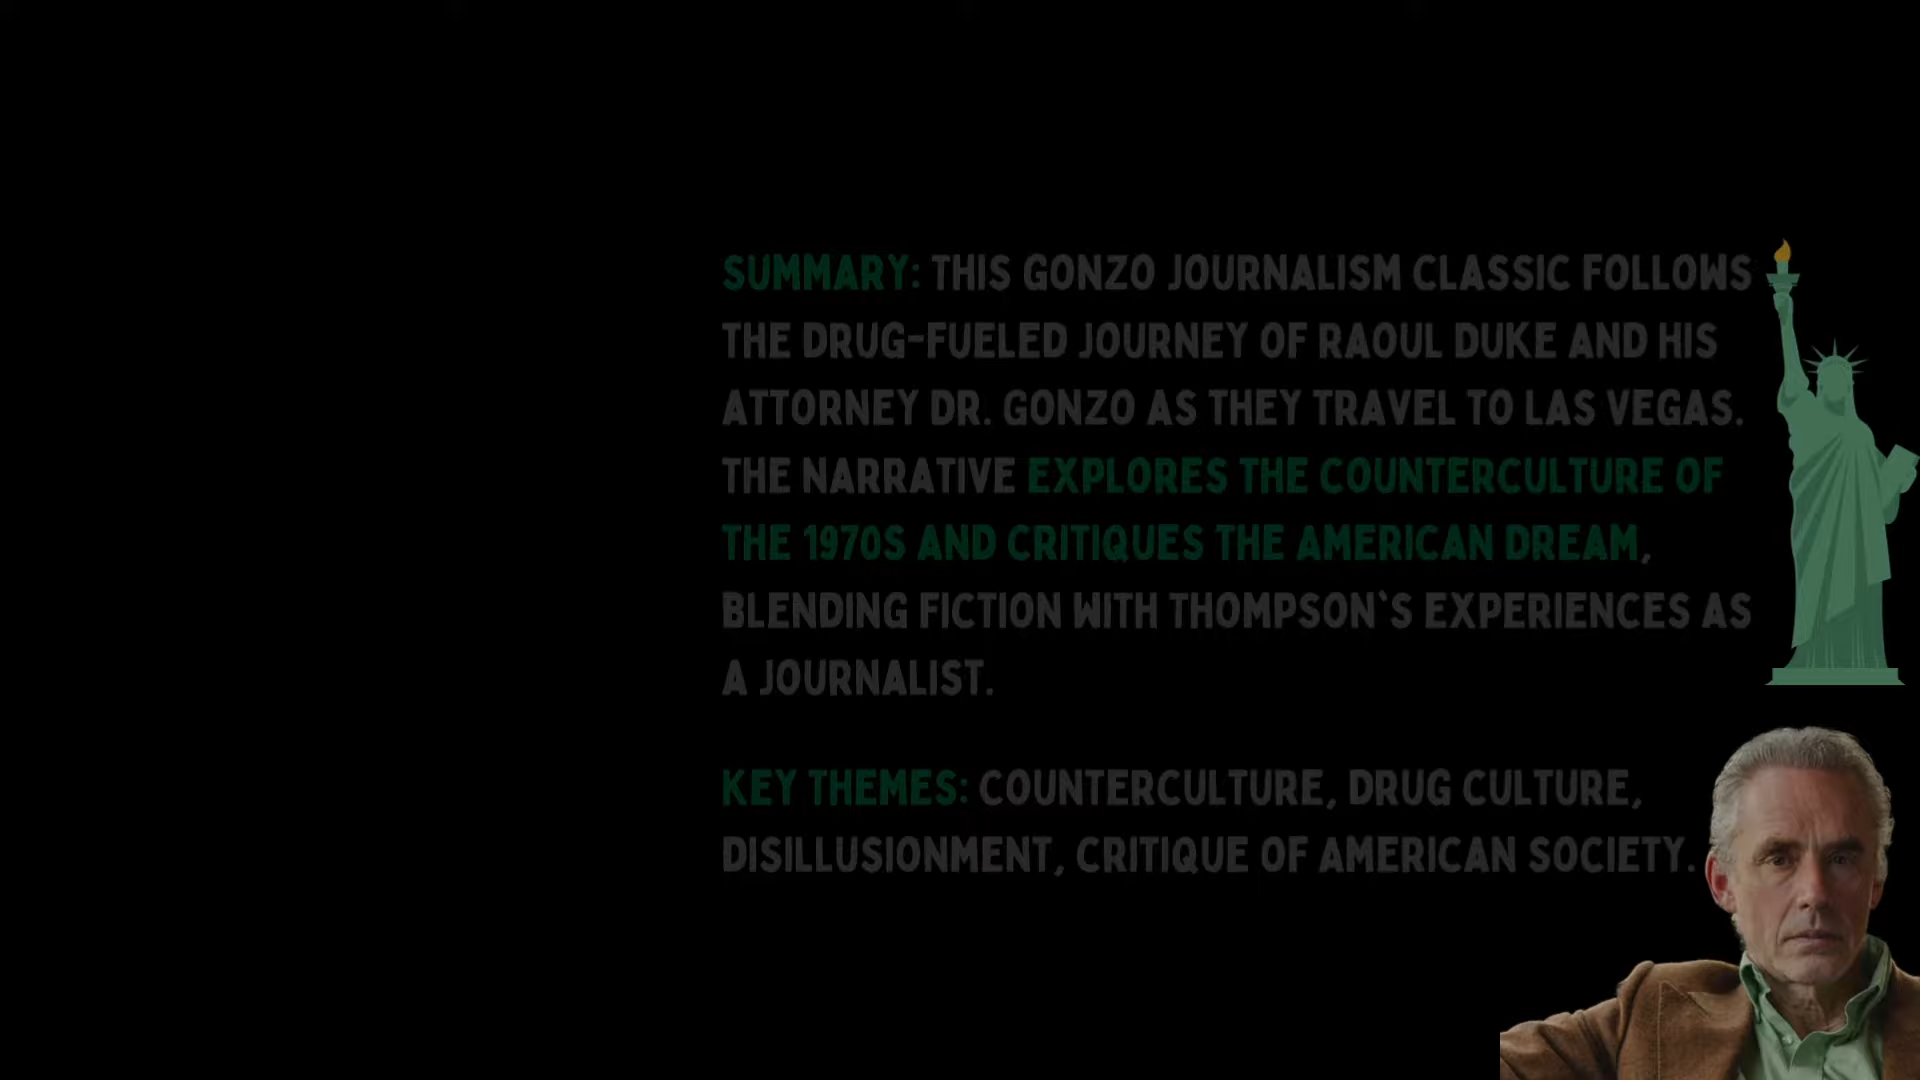 SUMMARY: THIS GONZO JOURNALISM CLASSIC FOLLOWS
THE DRUG-FUELED JOURNEY OF RAOUL DUKE AND HIS
ATTORNEY DR. GONZO AS THEY TRAVEL TO LAS VEGAS.
THE NARRATIVE EXPLORES THE COUNTERCULTURE OF
THE 1970S AND CRITIQUES THE AMERICAN DREAM,
BLENDING FICTION WITH THOMPSON'S EXPERIENCES AS
A JOURNALIST.
KEY THEMES: COUNTERCULTURE, DRUG CULTURE,
DISILLUSIONMENT, CRITIQUE OF AMERICAN SOCIETY.